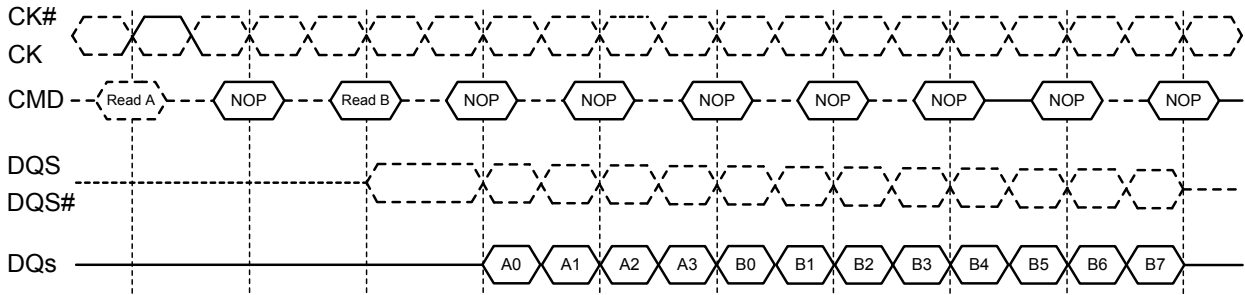 CK#
CK
CMD Read A NOP Read B NOP NOP NOP NOP NOP NOP NOP
DQS
DQS#
DQs A0 A1 A2 A3 B0 B1 B2 B3 B4 B5 B6 B7